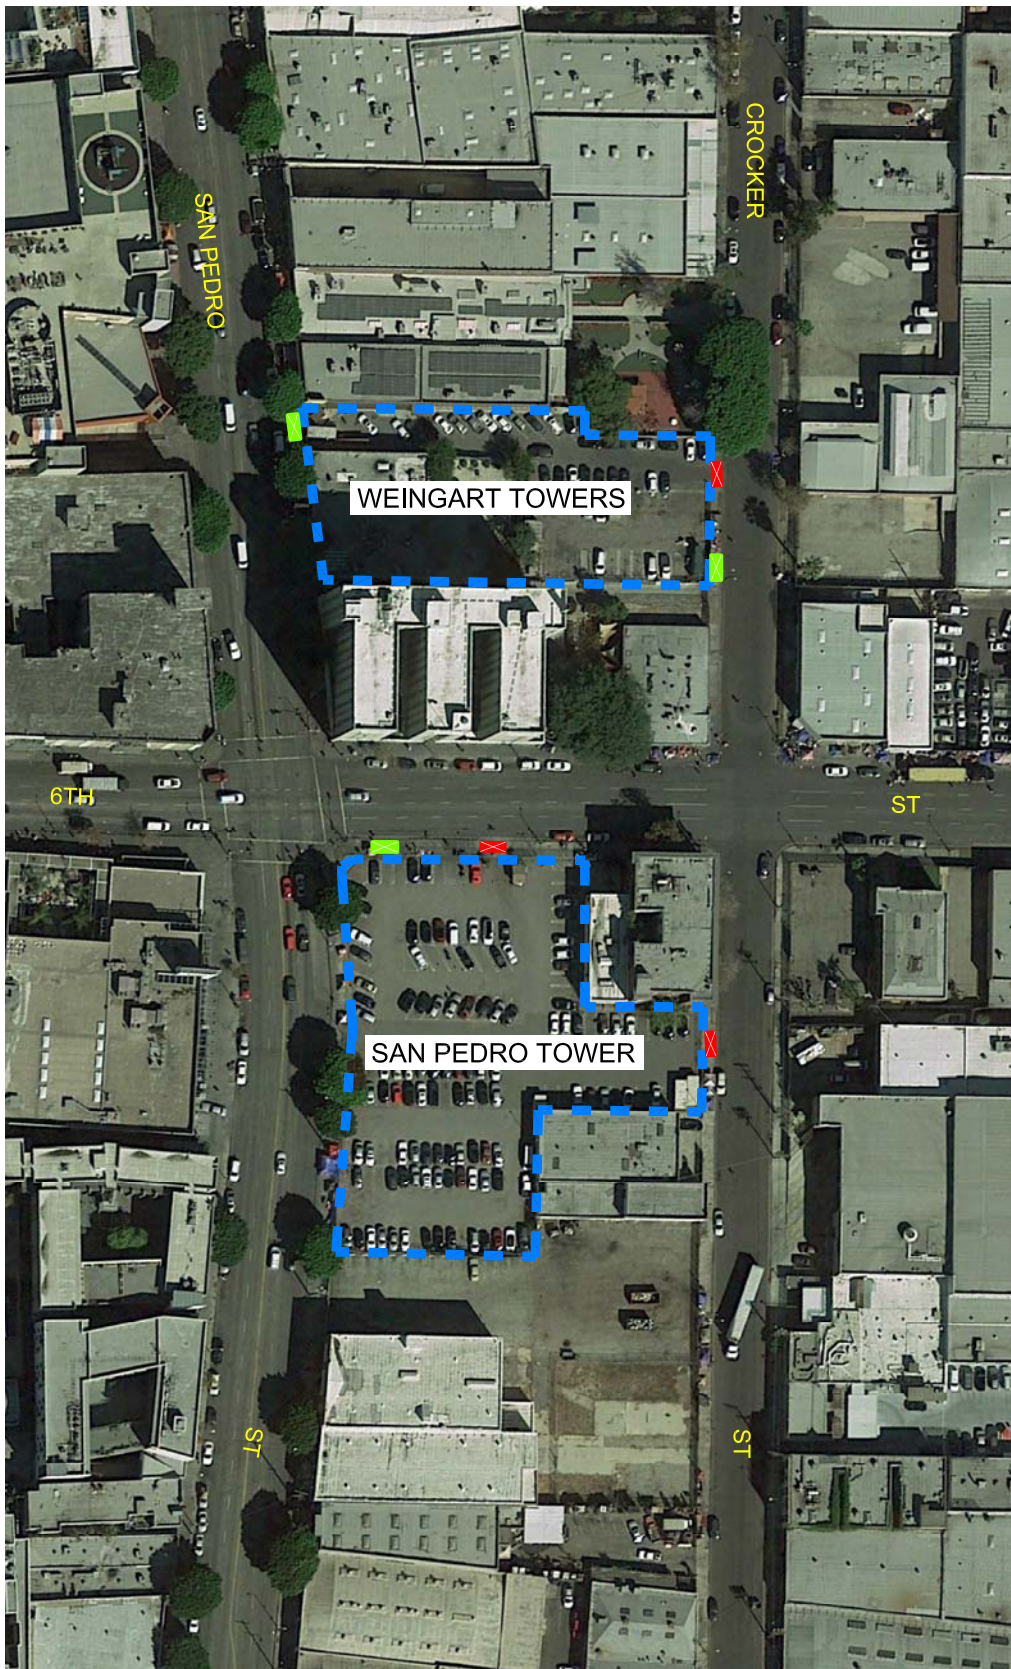 CROCKER
SAN PEDRO
WEINGART TOWERS
6TH
ST
SAN PEDRO TOWER
ST
ST